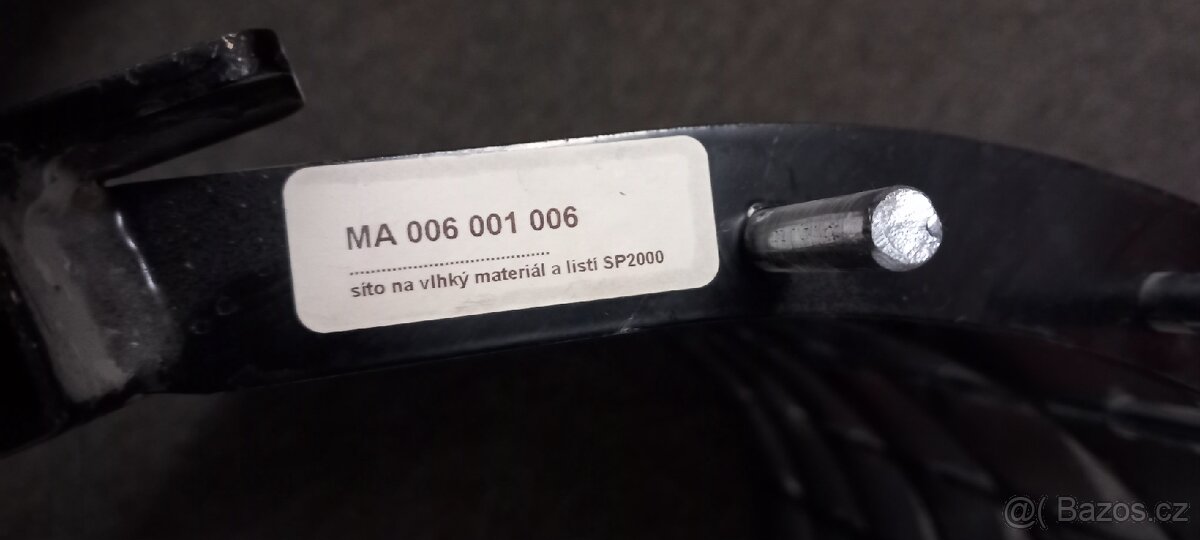 MA 006 001 006
........................................
síto na vlhký materiál a listí SP2000
@( Bazos.cz